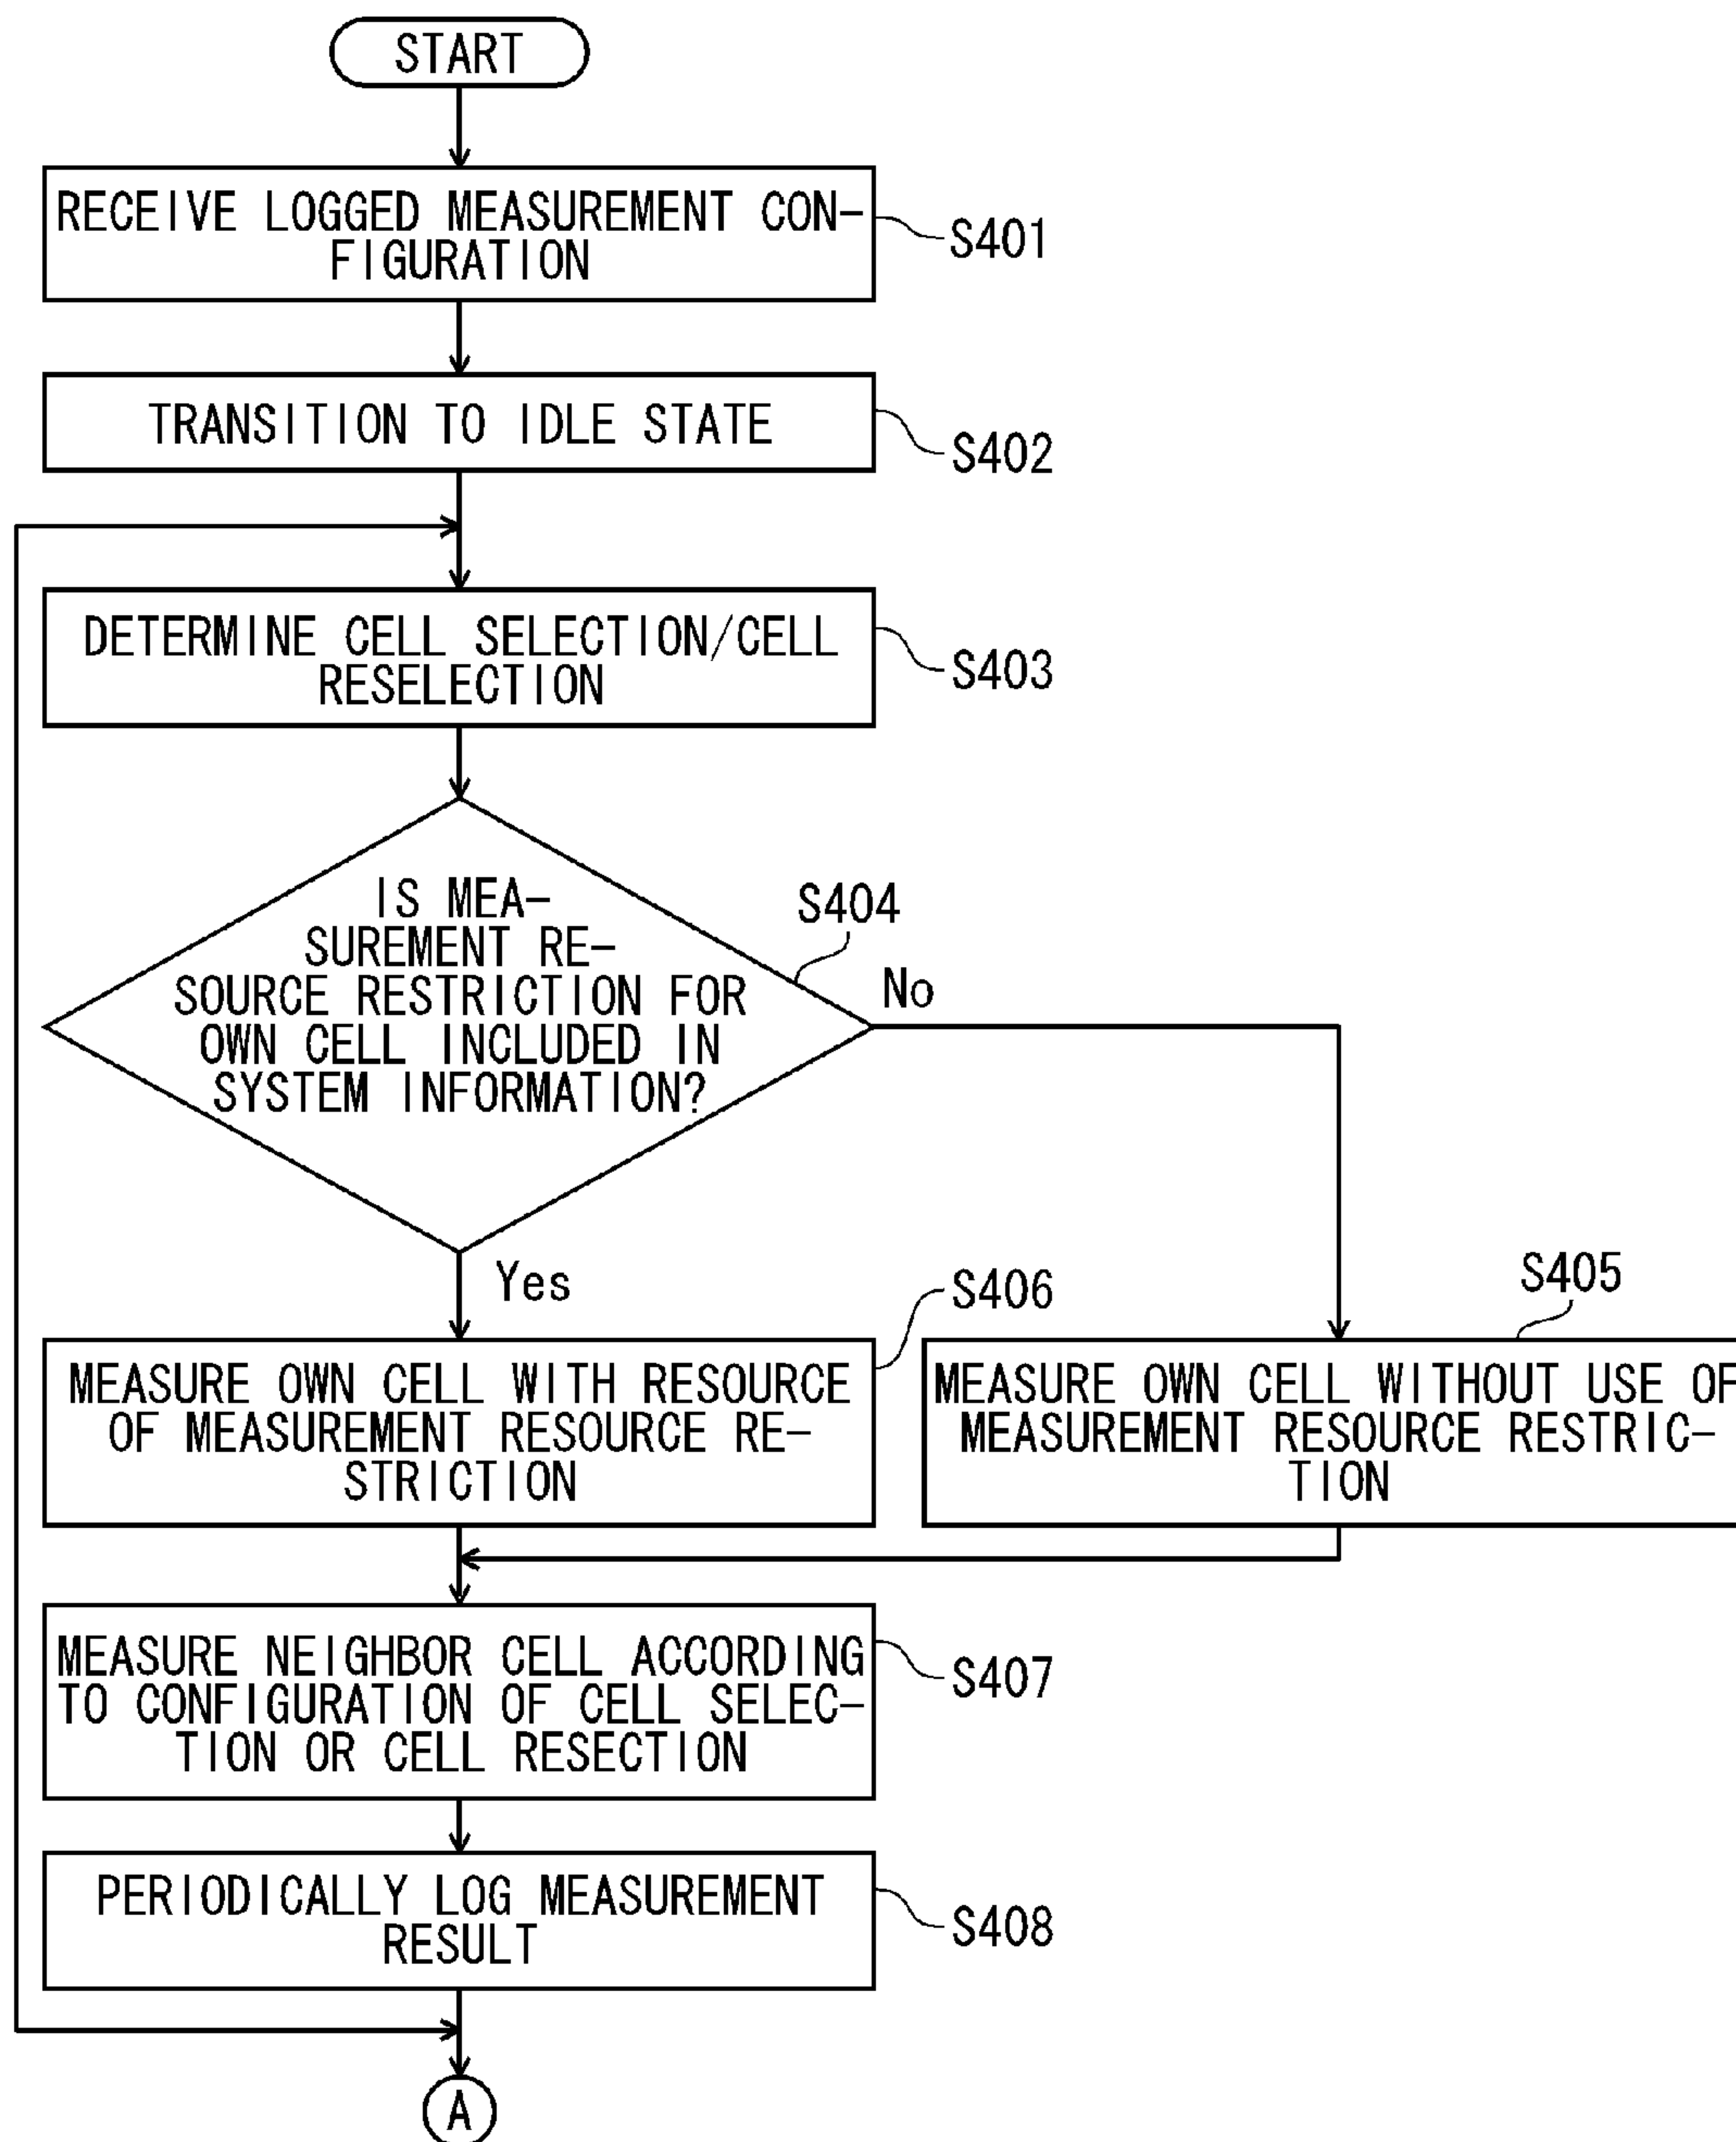 START
RECEIVE LOGGED MEASUREMENT CON-
FIGURATION
S401
TRANSITION TO IDLE STATE
S402
DETERMINE CELL SELECTION/CELL
RESELECTION
S403
IS MEA-
SUREMENT RE-
SOURCE RESTRICTION FOR
OWN CELL INCLUDED IN
SYSTEM INFORMATION?
S404
No
Yes
S406
S405
MEASURE OWN CELL WITH RESOURCE
OF MEASUREMENT RESOURCE RE-
STRICTION
MEASURE OWN CELL WITHOUT USE OF
MEASUREMENT RESOURCE RESTRIC-
TION
MEASURE NEIGHBOR CELL ACCORDING
TO CONFIGURATION OF CELL SELEC-
TION OR CELL RESECTION
S407
PERIODICALLY LOG MEASUREMENT
RESULT
S408
A